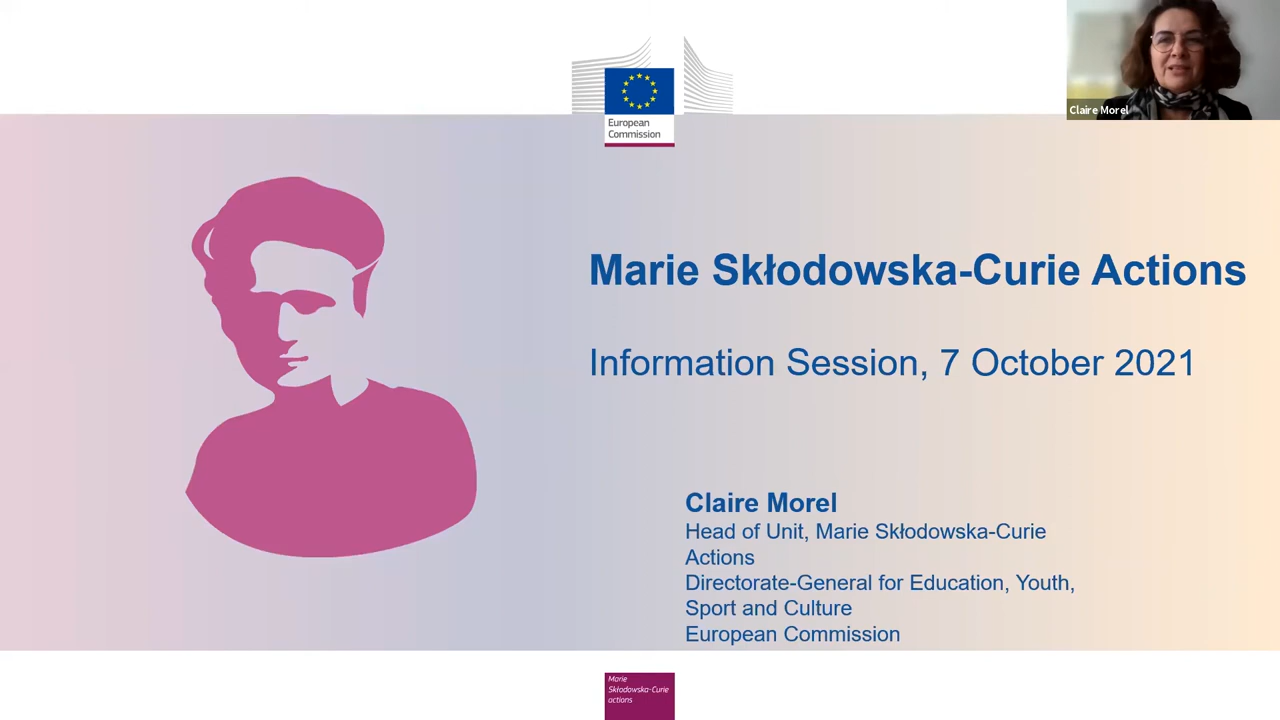 European
Commission
Claire Morel
Marie Skłodowska-Curie Actions
Information Session, 7 October 2021
Claire Morel
Head of Unit, Marie Skłodowska-Curie
Actions
Directorate-General for Education, Youth,
Sport and Culture
European Commission
Marie
Skłodowska-Curie
actions